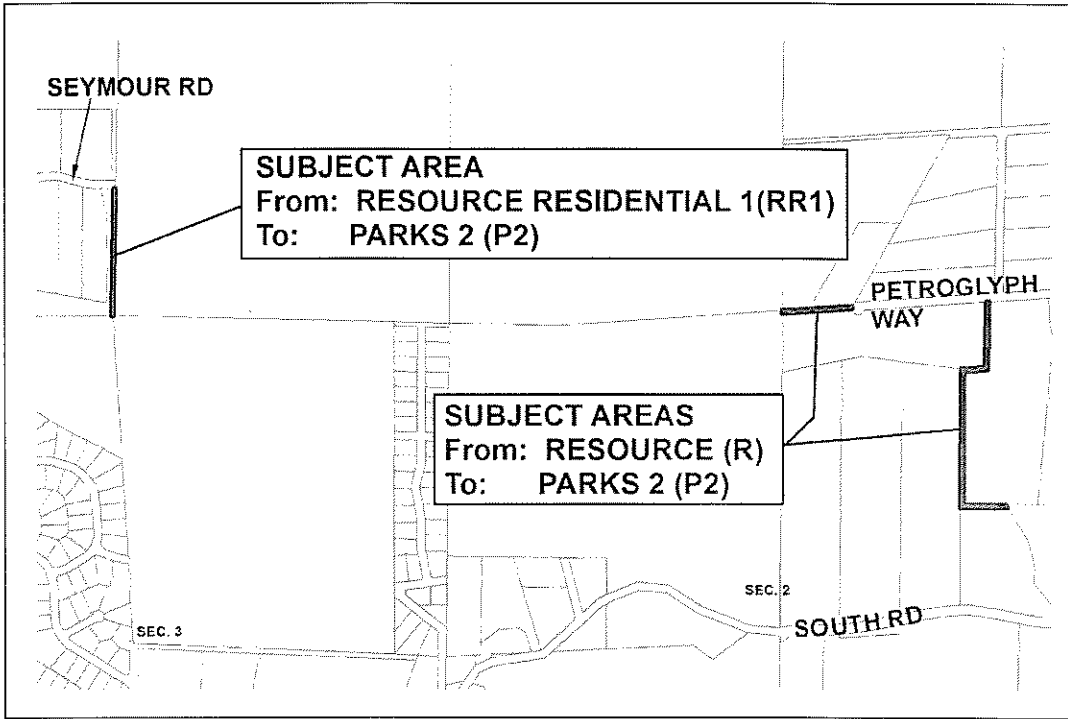 SEYMOUR RD
SUBJECT AREA
From: RESOURCE RESIDENTIAL 1(RR1)
To: PARKS 2 (P2)
PETROGLYPH
WAY
SUBJECT AREAS
From: RESOURCE (R)
To: PARKS 2 (P2)
SEC. 2
SOUTH RD
SEC. 3